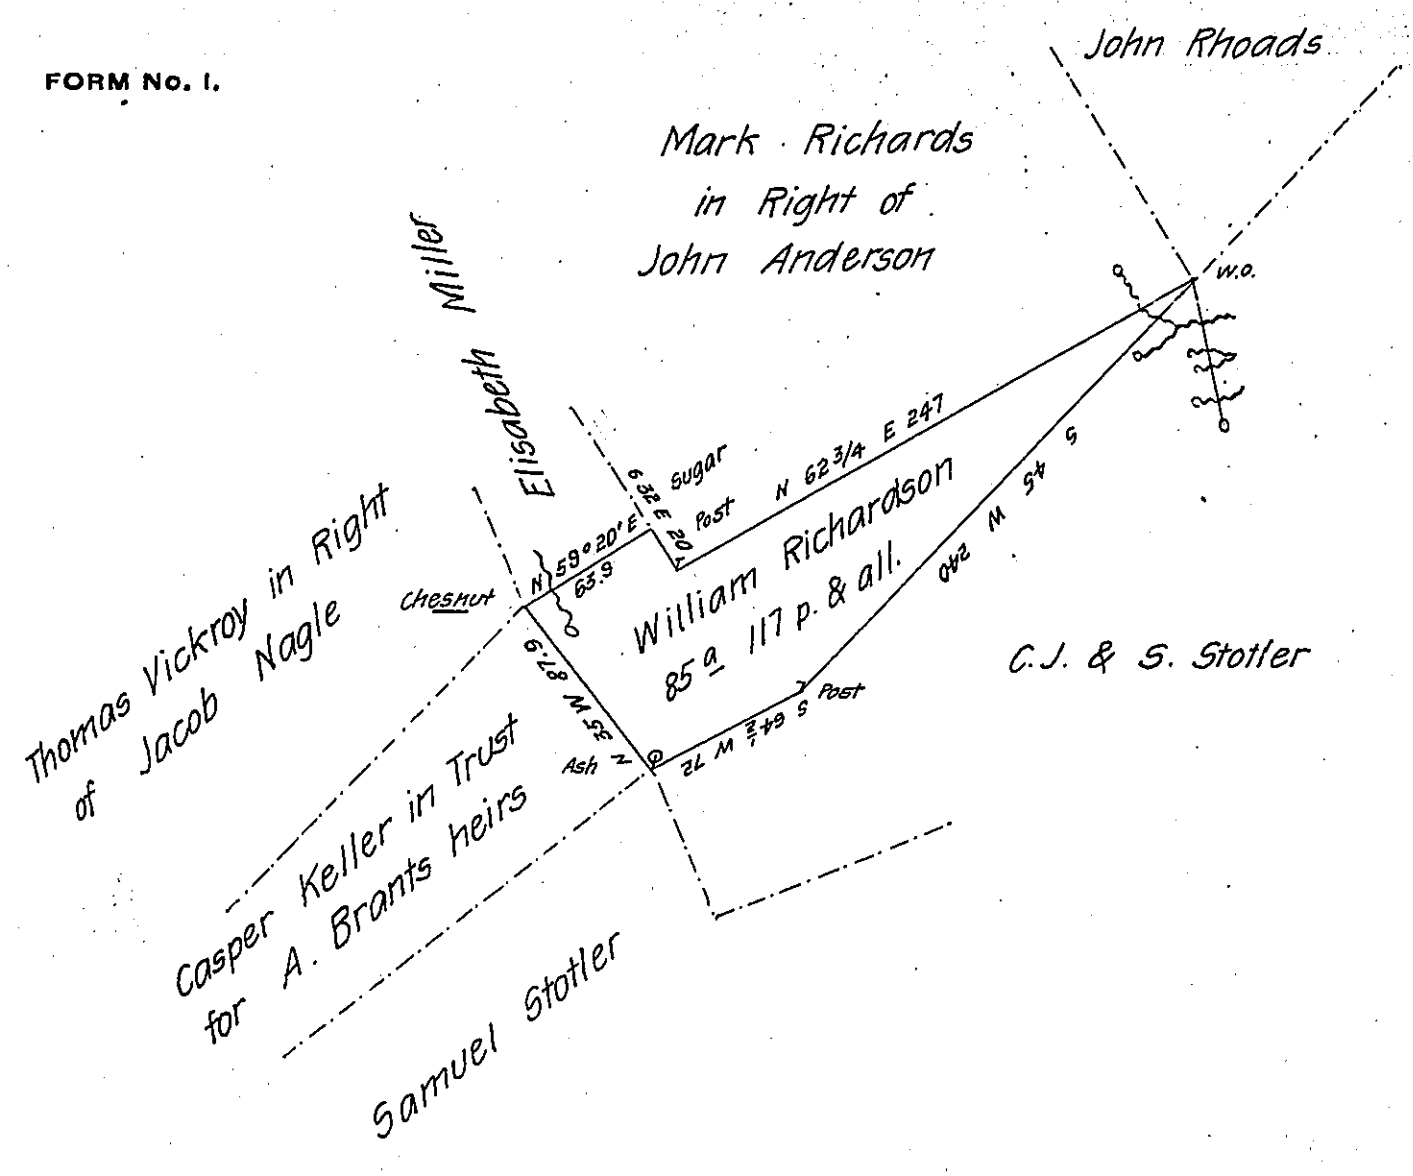 FORM No. 1.
John Rhoads
Mark Richards
in Right of
John Anderson
W.O.
Elisabeth Miller
N 62 3/4 E 247
S 45 W 240
Sugar
S 32 E 20
Post
N 59° 20' E
63.9
Chesnut
William Richardson
85a 117 p. & all.
Thomas Vickroy in Right
of Jacob Nagle
N 35 W 87.9
C.J. & S. Stotler
Post
S 64½ W 72
Ash
Casper Keller in Trust
for A. Brants heirs
Samuel Stotler